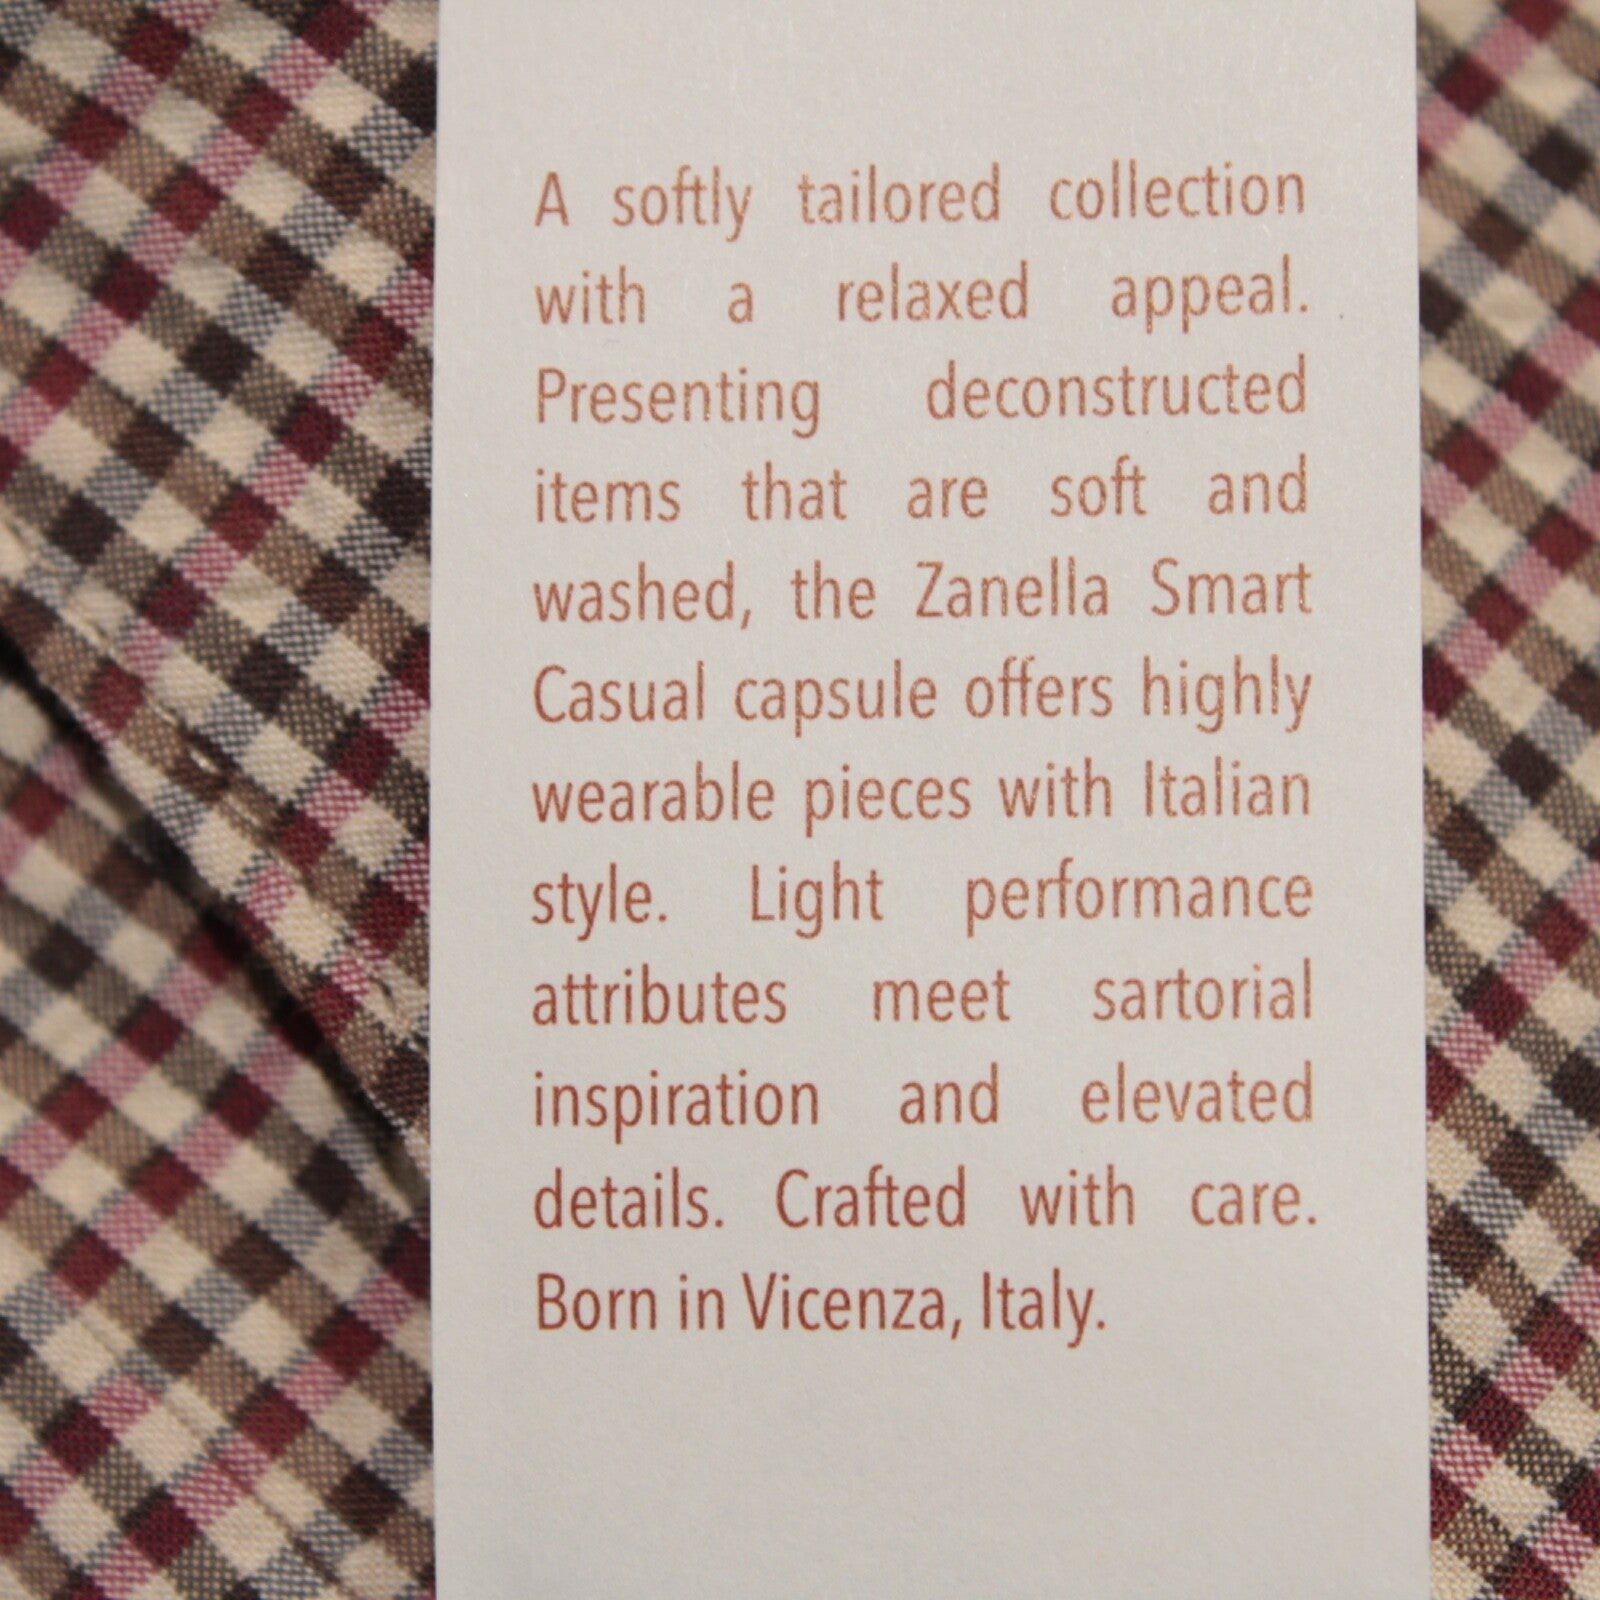 A softly tailored collection
with a relaxed appeal.
Presenting deconstructed
items that are soft and
washed, the Zanella Smart
Casual capsule offers highly
wearable pieces with Italian
style. Light performance
attributes meet sartorial
inspiration and elevated
details. Crafted with care.
Born in Vicenza, Italy.